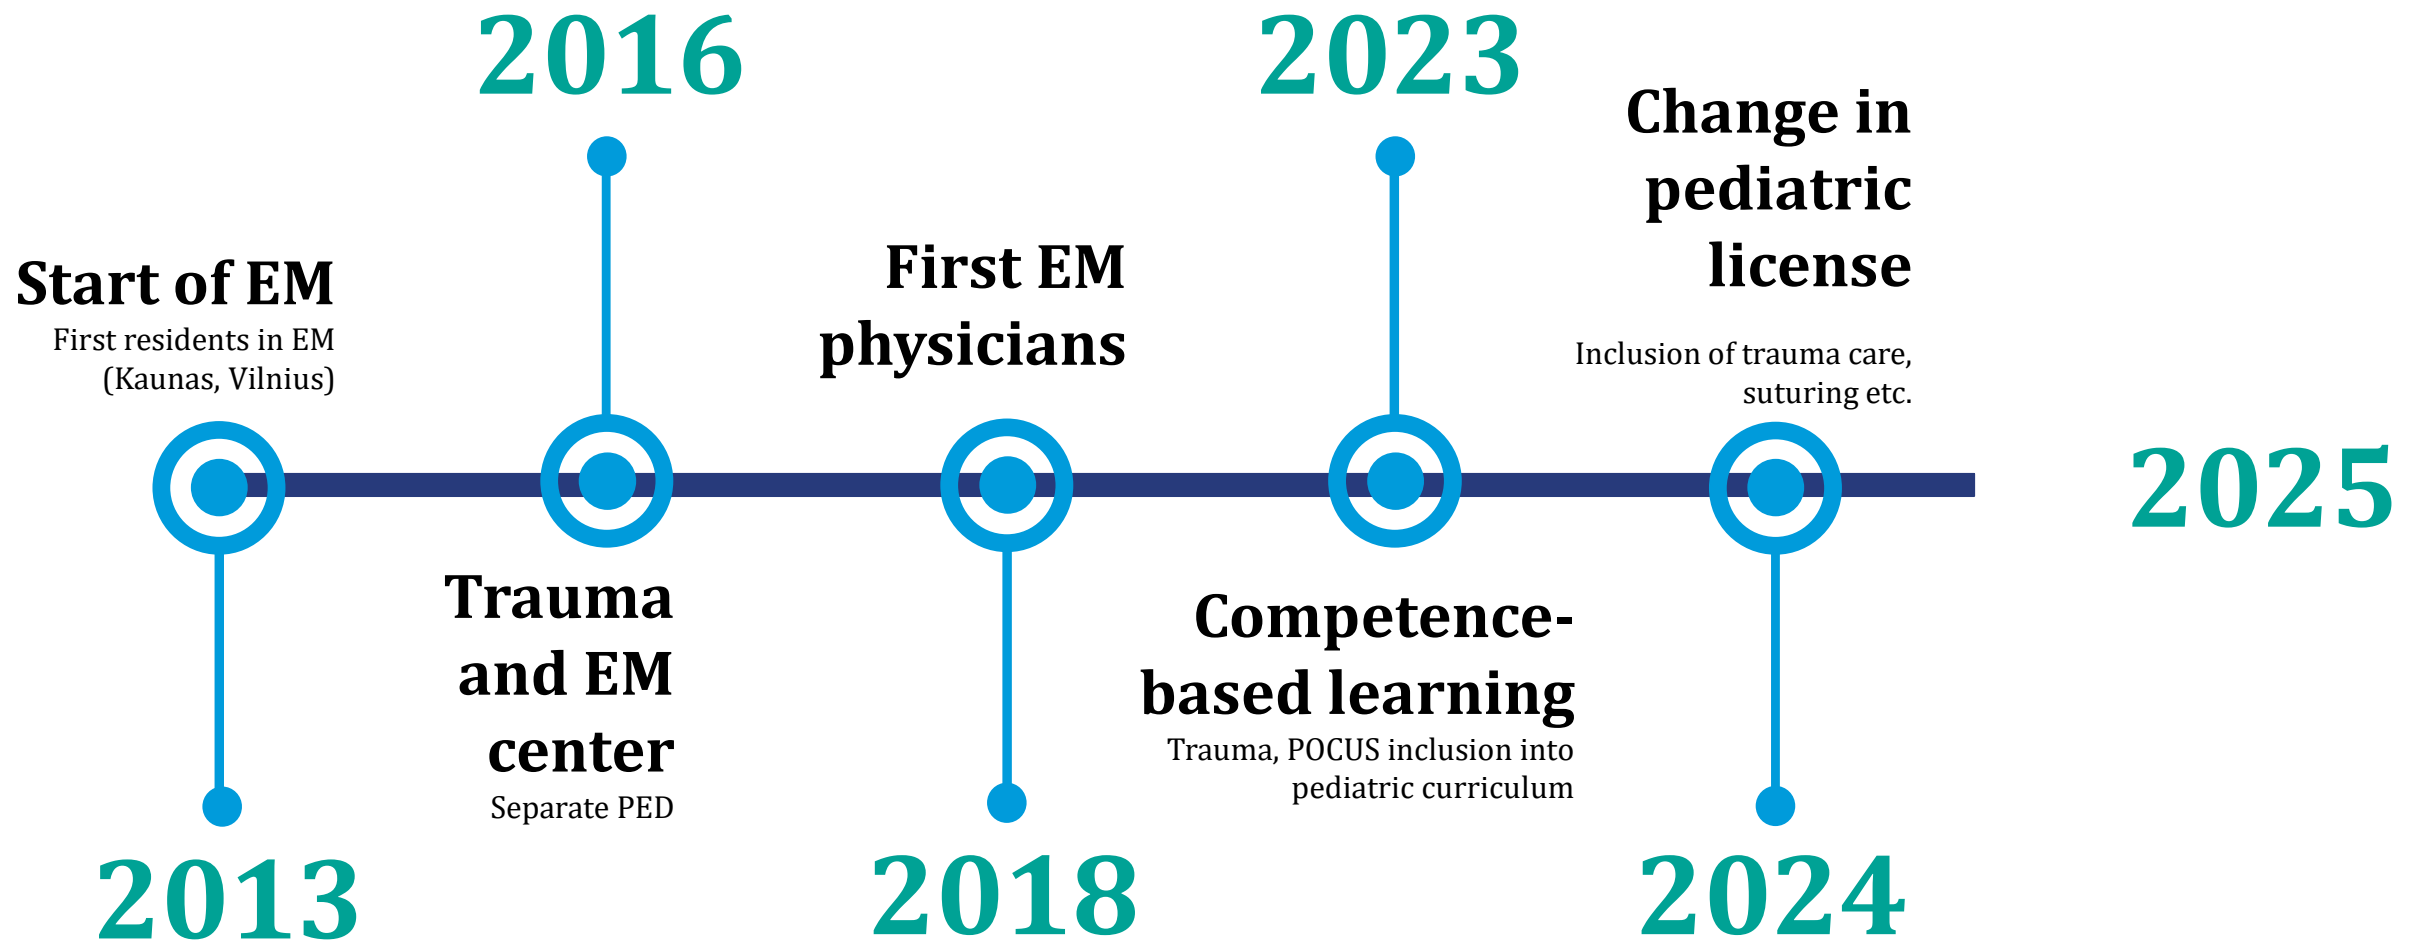 2016
2023
Change in
pediatric
license
Inclusion of trauma care,
suturing etc.
Start of EM
First residents in EM
(Kaunas, Vilnius)
First EM
physicians
2025
Trauma
and EM
center
Separate PED
Competence-
based learning
Trauma, POCUS inclusion into
pediatric curriculum
2013
2018
2024